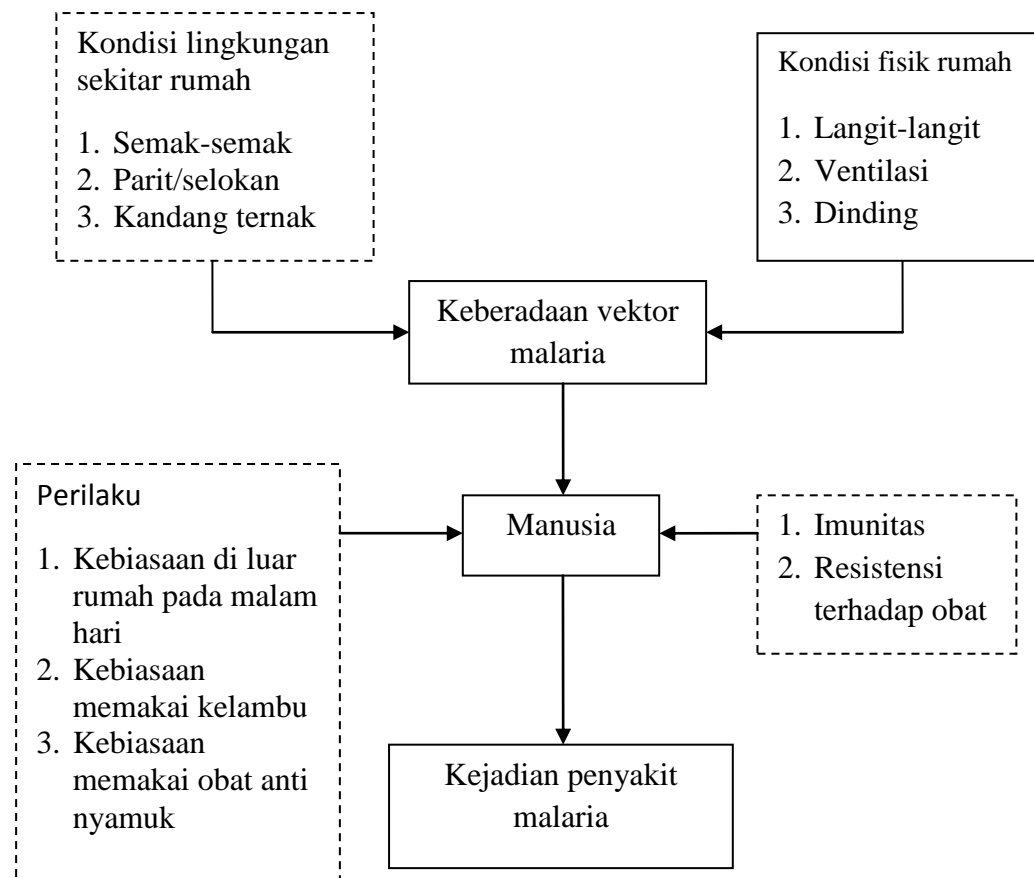 Kondisi lingkungan
sekitar rumah
1. Semak-semak
2. Parit/selokan
3. Kandang ternak
Kondisi fisik rumah
1. Langit-langit
2. Ventilasi
3. Dinding
Keberadaan vektor
malaria
Perilaku
1. Kebiasaan di luar
rumah pada malam
hari
2. Kebiasaan
memakai kelambu
3. Kebiasaan
memakai obat anti
nyamuk
Manusia
1. Imunitas
2. Resistensi
terhadap obat
Kejadian penyakit
malaria